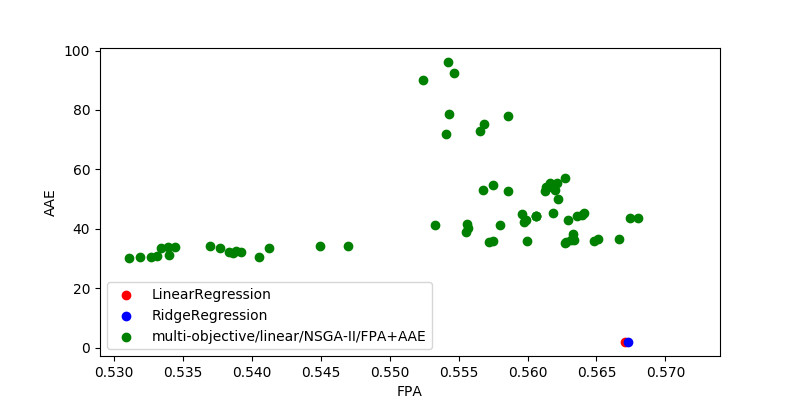 100
80
60
40
20
0
AAE
LinearRegression
RidgeRegression
multi-objective/linear/NSGA-II/FPA+AAE
0.530 0.535 0.540 0.545 0.550 0.555 0.560 0.565 0.570
FPA